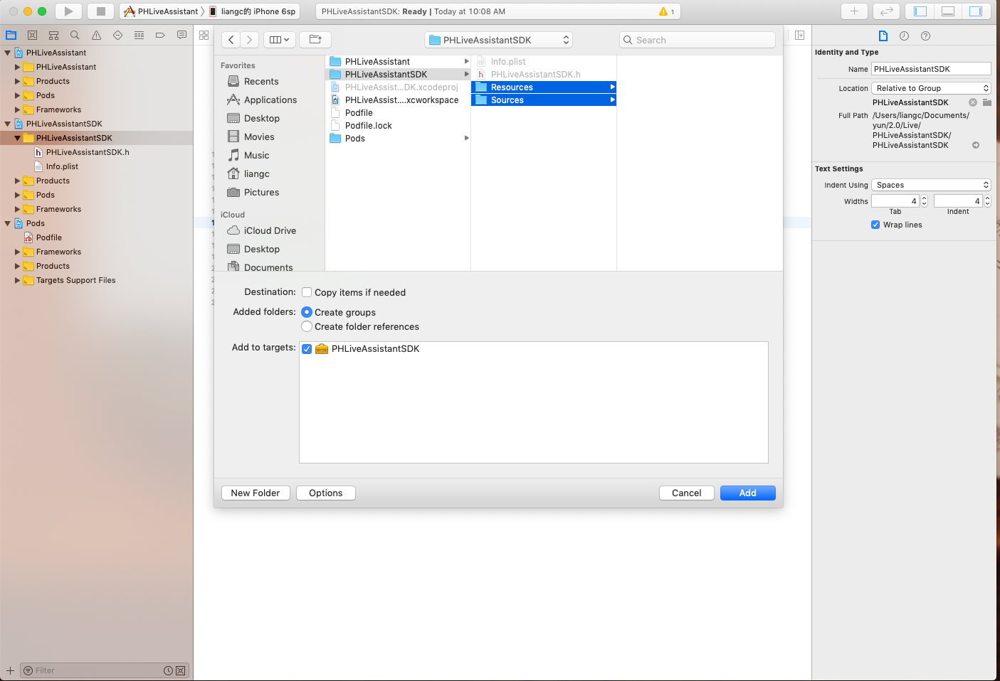 PHLiveAssistant
liangc的 iPhone 6sp
PHLiveAssistantSDK: Ready | Today at 10:08 AM
1
PHLiveAssistant
PHLiveAssistant
Products
Pods
Frameworks
PHLiveAssistantSDK
PHLiveAssistantSDK
PHLiveAssistantSDK.h
Info.plist
Products
Pods
Frameworks
Pods
Podfile
Frameworks
Products
Targets Support Files
Filter
PHLiveAssistantSDK
Search
Favorites
Recents
Applications
Desktop
Movies
Music
liangc
Pictures
iCloud
iCloud Drive
Desktop
Documents
PHLiveAssistant
PHLiveAssistantSDK
PHLiveAssist...DK.xcodeproj
PHLiveAssist....xcworkspace
Podfile
Podfile.lock
Pods
Info.plist
PHLiveAssistantSDK.h
Resources
Sources
Destination:
Copy items if needed
Added folders:
Create groups
Create folder references
Add to targets:
PHLiveAssistantSDK
New Folder
Options
Cancel
Add
Identity and Type
Name PHLiveAssistantSDK
Location Relative to Group
PHLiveAssistantSDK
Full Path /Users/liangc/Documents/
yun/2.0/Live/
PHLiveAssistantSDK/
PHLiveAssistantSDK
Text Settings
Indent Using Spaces
Widths 4 4
Tab Indent
Wrap lines